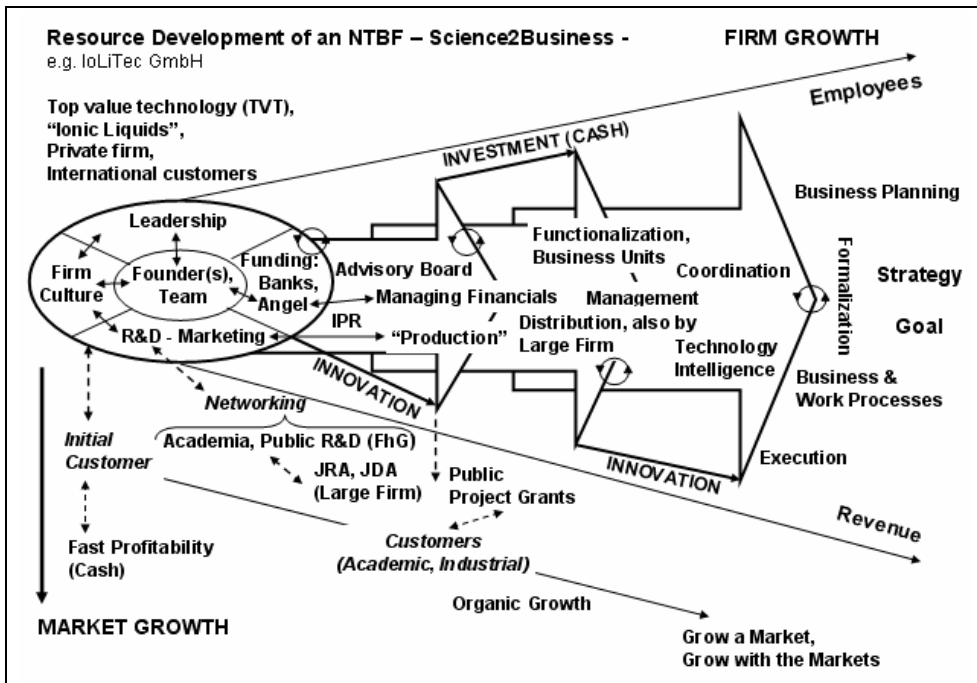 Resource Development of an NTBF – Science2Business -
FIRM GROWTH
e.g. IoLiTec GmbH
Employees
Top value technology (TVT),
“Ionic Liquids”,
Private firm,
International customers
INVESTMENT (CASH)
Business Planning
Leadership
Funding:
Banks,
Angel
Firm
Culture
Founder(s),
Team
R&D - Marketing
Advisory Board
Managing Financials
IPR
“Production”
Functionalization,
Business Units
Coordination
Management
Distribution, also by
Large Firm
Technology
Intelligence
Formalization
Strategy
Goal
Business &
Work Processes
INNOVATION
Networking
Academia, Public R&D (FhG)
Initial
Customer
JRA, JDA
(Large Firm)
Public
Project Grants
INNOVATION
Execution
Revenue
Fast Profitability
(Cash)
Customers
(Academic, Industrial)
Organic Growth
MARKET GROWTH
Grow a Market,
Grow with the Markets